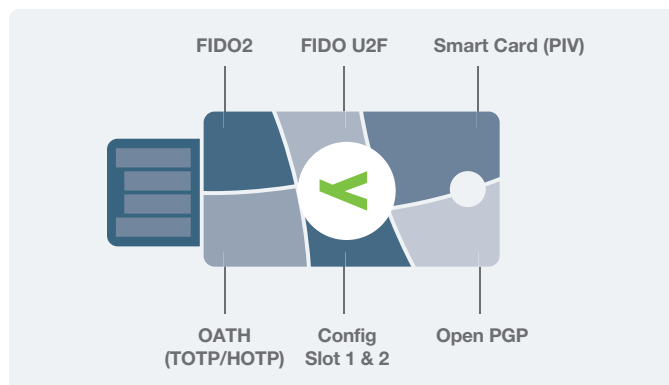 FIDO2
FIDO U2F
Smart Card (PIV)
OATH
(TOTP/HOTP)
Config
Slot 1 & 2
Open PGP